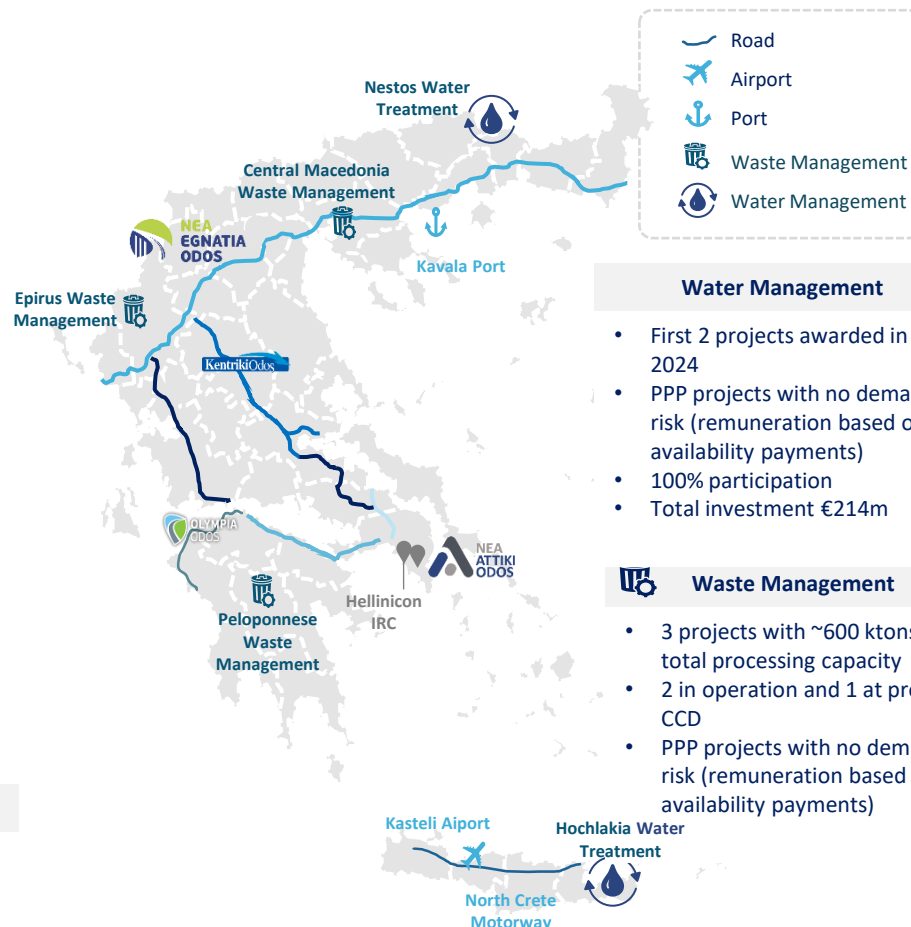 Road
Airport
Port
Waste Management
Water Management
Nestos Water
Treatment
Central Macedonia
Waste Management
NEA
EGNATIA
ODOS
Kavala Port
Epirus Waste
Management
KentrikiOdos
OLYMPIA
ODOS
NEA
ATTIKI
ODOS
Hellinicon
IRC
Peloponnese
Waste
Management
Kasteli Aiport
Hochlakia Water
Treatment
North Crete
Motorway
Water Management
• First 2 projects awarded in
2024
• PPP projects with no dema
risk (remuneration based o
availability payments)
• 100% participation
• Total investment €214m
Waste Management
• 3 projects with ~600 ktons
total processing capacity
• 2 in operation and 1 at pre
CCD
• PPP projects with no dem
risk (remuneration based
availability payments)